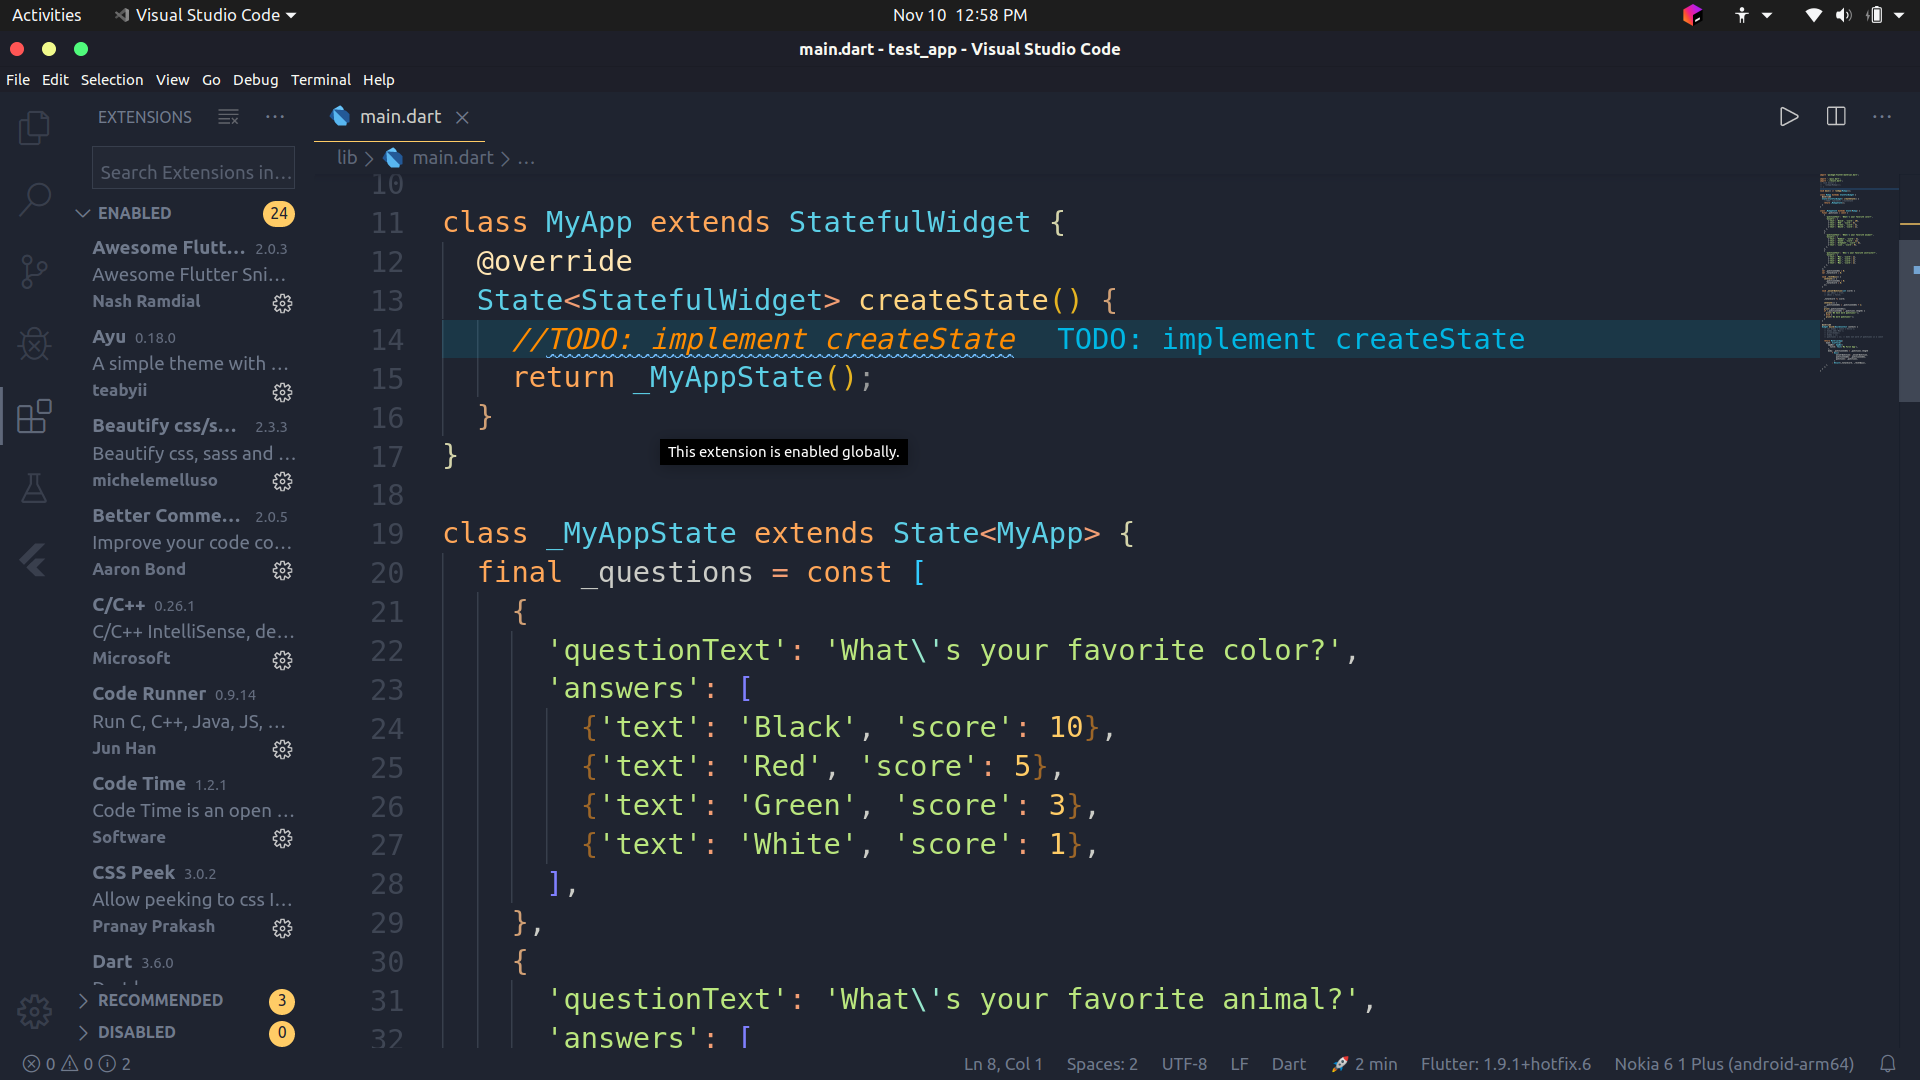 Activities Visual Studio Code Nov 10 12:58 PM
main.dart - test_app - Visual Studio Code
File Edit Selection View Go Debug Terminal Help
EXTENSIONS
Search Extensions in…
ENABLED 24
Awesome Flutt… 2.0.3
Awesome Flutter Sni…
Nash Ramdial
Ayu 0.18.0
A simple theme with …
teabyii
Beautify css/s… 2.3.3
Beautify css, sass and …
michelemelluso
Better Comme… 2.0.5
Improve your code co…
Aaron Bond
C/C++ 0.26.1
C/C++ IntelliSense, de…
Microsoft
Code Runner 0.9.14
Run C, C++, Java, JS, …
Jun Han
Code Time 1.2.1
Code Time is an open …
Software
CSS Peek 3.0.2
Allow peeking to css I…
Pranay Prakash
Dart 3.6.0
RECOMMENDED 3
DISABLED 0
main.dart
lib > main.dart > …
10
11 class MyApp extends StatefulWidget {
12 @override
13 State<StatefulWidget> createState() {
14 //TODO: implement createState TODO: implement createState
15 return _MyAppState();
16 }
17 }
This extension is enabled globally.
18
19 class _MyAppState extends State<MyApp> {
20 final _questions = const [
21 {
22 'questionText': 'What\'s your favorite color?',
23 'answers': [
24 {'text': 'Black', 'score': 10},
25 {'text': 'Red', 'score': 5},
26 {'text': 'Green', 'score': 3},
27 {'text': 'White', 'score': 1},
28 ],
29 },
30 {
31 'questionText': 'What\'s your favorite animal?',
32 'answers': [
0 0 2 Ln 8, Col 1 Spaces: 2 UTF-8 LF Dart 🚀 2 min Flutter: 1.9.1+hotfix.6 Nokia 6 1 Plus (android-arm64)